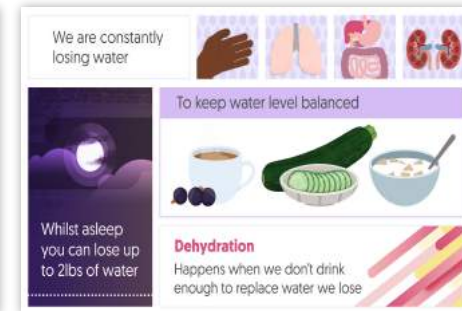 We are constantly
losing water
To keep water level balanced
Whilst asleep
you can lose up
to 2lbs of water
Dehydration
Happens when we don't drink
enough to replace water we lose